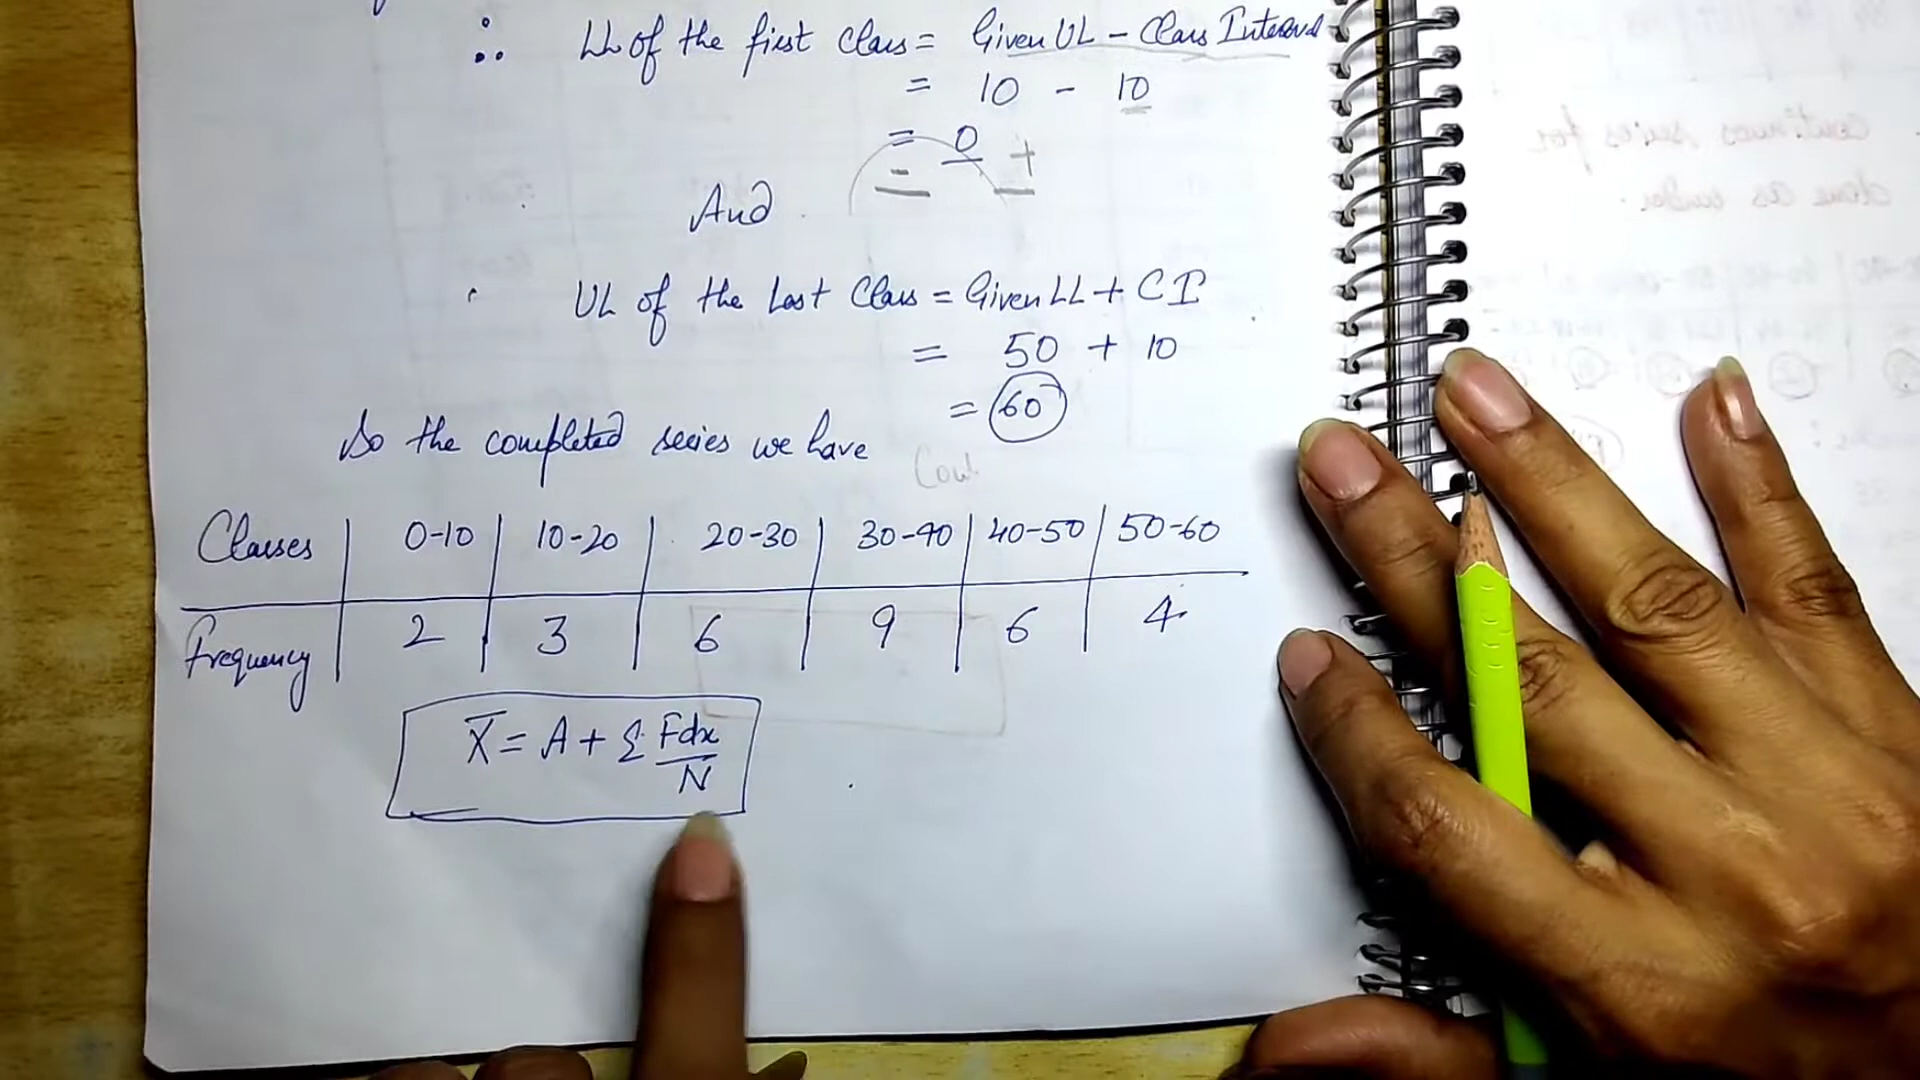 ∴ LL of the first class = Given UL - Class Interval
= 10 - 10
= 0
- +
And
UL of the Last Class = Given LL + CI
= 50 + 10
= 60
So the completed series we have
Classes | 0-10 | 10-20 | 20-30 | 30-40 | 40-50 | 50-60
Frequency | 2 | 3 | 6 | 9 | 6 | 4
X̅ = A + Σ Fdx/N